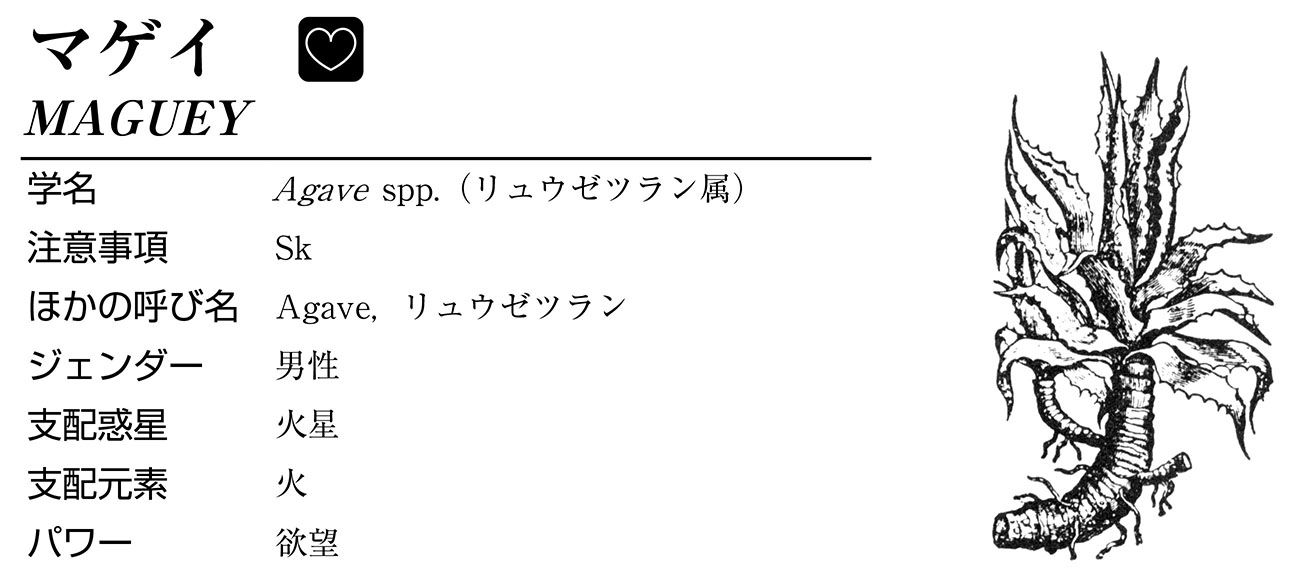 マゲイ
MAGUEY
学名 Agave spp.（リュウゼツラン属）
注意事項 Sk
ほかの呼び名 Agave, リュウゼツラン
ジェンダー 男性
支配惑星 火星
支配元素 火
パワー 欲望